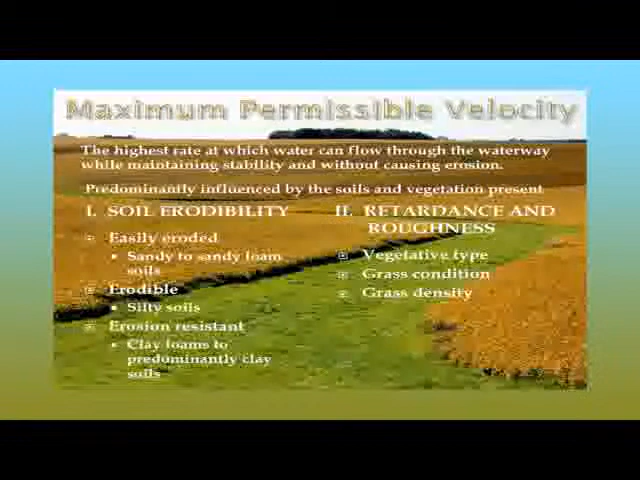 Maximum Permissible Velocity
The highest rate at which water can flow through the waterway
while maintaining stability and without causing erosion.
Predominantly influenced by the soils and vegetation present
I. SOIL ERODIBILITY
Easily eroded
Sandy to sandy loam
soils
Erodible
Silty soils
Erosion resistant
Clay loams to
predominantly clay
soils
II. RETARDANCE AND
ROUGHNESS
Vegetative type
Grass condition
Grass density